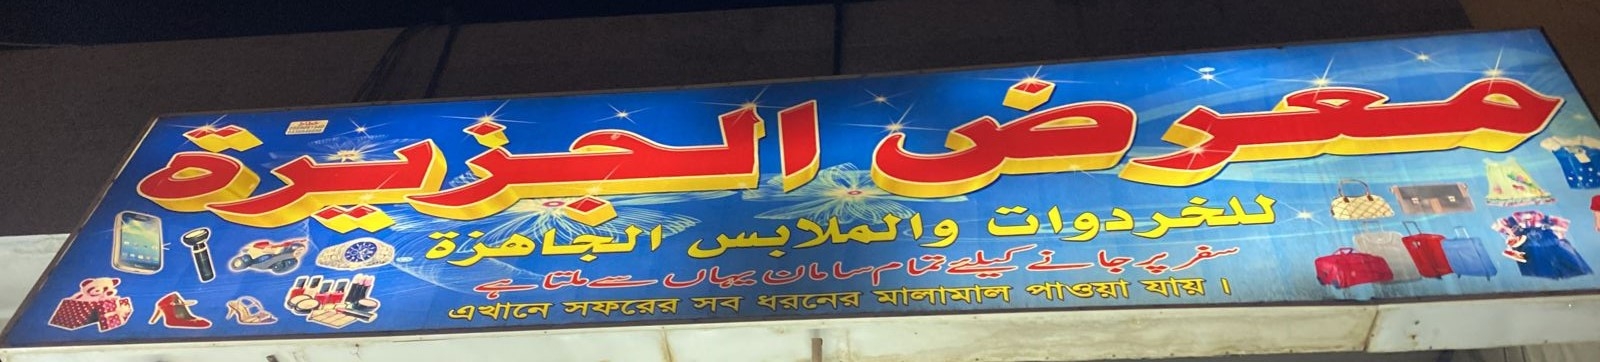 معرض الجزيرة
للخردوات والملابس الجاهزة
سفر پر جانے کیلئے تمام سامان یہاں سے ملتا ہے
এখানে সফরের সব ধরনের মালামাল পাওয়া যায়।